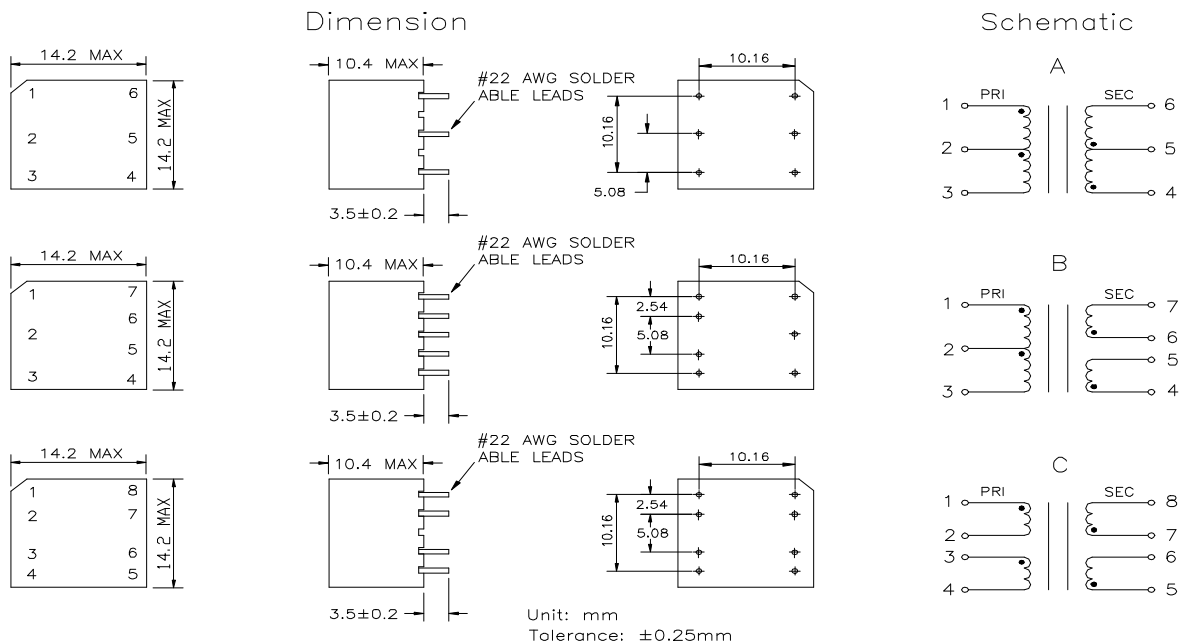 Dimension
Schematic
14.2 MAX
1
6
2
5
3
4
14.2 MAX
10.4 MAX
#22 AWG SOLDER
ABLE LEADS
3.5±0.2
10.16
10.16
5.08
A
PRI
SEC
1
6
2
5
3
4
14.2 MAX
1
7
6
2
5
3
4
14.2 MAX
10.4 MAX
#22 AWG SOLDER
ABLE LEADS
3.5±0.2
10.16
2.54
10.16
5.08
B
PRI
SEC
1
7
6
2
5
3
4
14.2 MAX
1
8
2
7
3
6
4
5
14.2 MAX
10.4 MAX
#22 AWG SOLDER
ABLE LEADS
3.5±0.2
10.16
2.54
10.16
5.08
C
PRI
SEC
1
8
2
7
3
6
4
5
Unit: mm
Tolerance: ±0.25mm